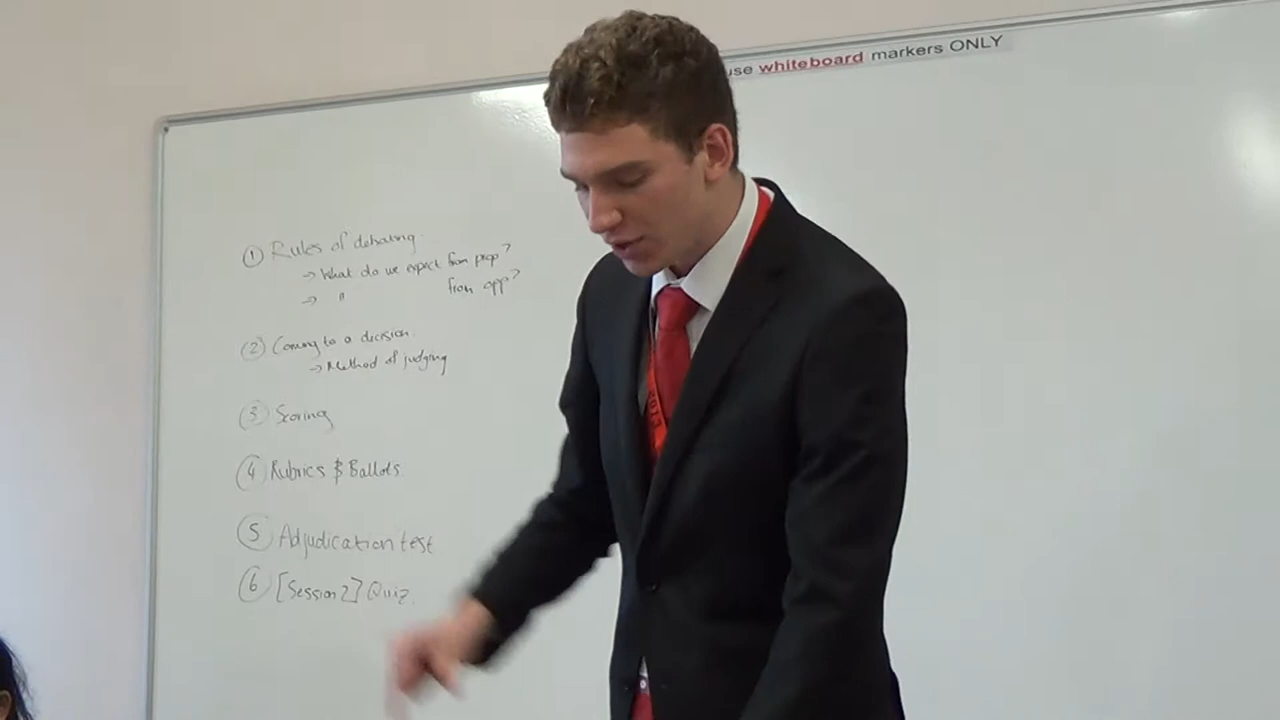 use whiteboard markers ONLY
① Rules of debating.
→ What do we expect from prop?
→ " from opp?
② Coming to a decision.
→ Method of judging
③ Scoring
④ Rubrics & Ballots.
⑤ Adjudication test
⑥ [Session 2] Quiz.
2013